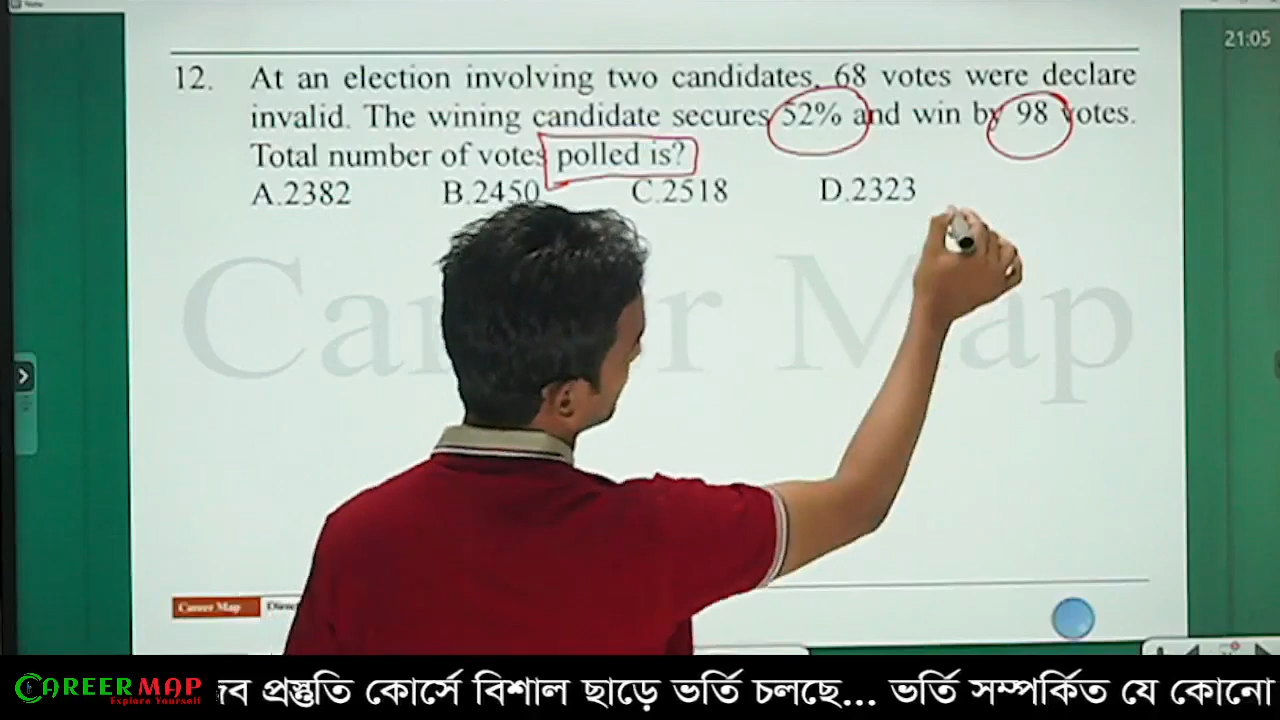 21:05
12. At an election involving two candidates, 68 votes were declare
invalid. The wining candidate secures 52% and win by 98 votes.
Total number of votes polled is?
A.2382 B.2450 C.2518 D.2323
Career Map
Career Map
CAREER MAP
Explore Yourself
প্রস্তুতি কোর্সে বিশাল ছাড়ে ভর্তি চলছে... ভর্তি সম্পর্কিত যে কোনো